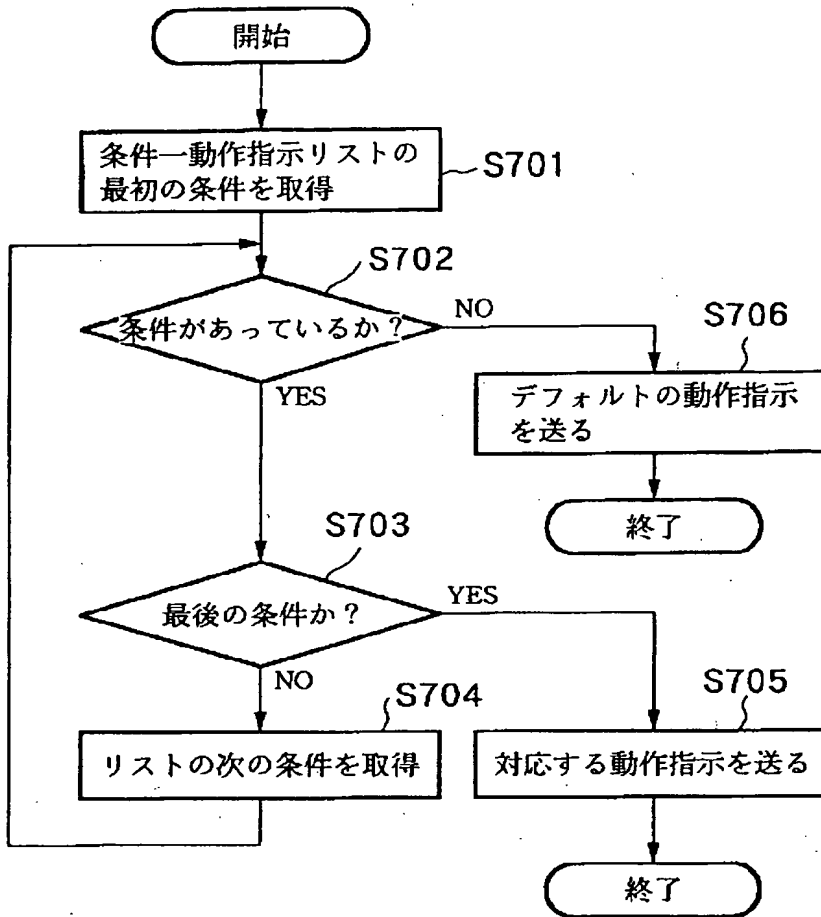 開始
条件一動作指示リストの
最初の条件を取得
S701
S702
条件があっているか？
NO
YES
S706
デフォルトの動作指示
を送る
終了
S703
最後の条件か？
YES
NO
S704
リストの次の条件を取得
S705
対応する動作指示を送る
終了